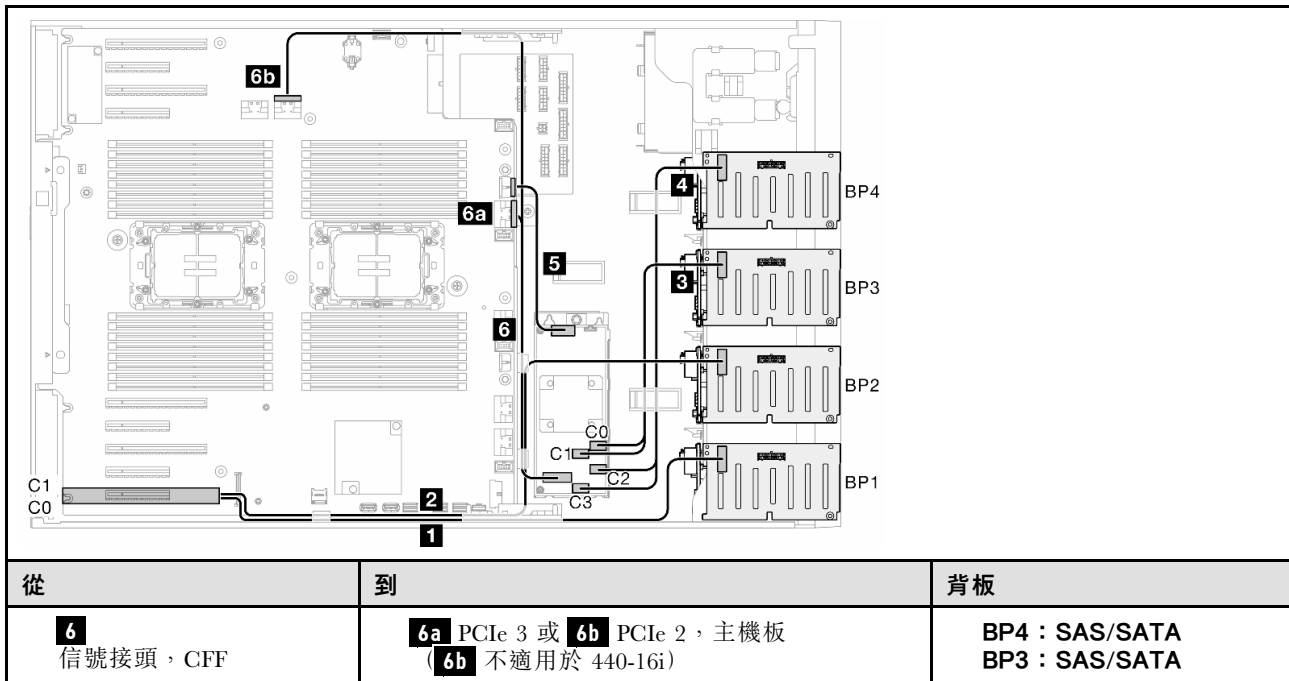 6b
4
BP4
6a
5
3
BP3
6
BP2
C0
C1
C2
BP1
C1
C0
2
C3
1
從
到
背板
6
信號接頭，CFF
6a PCIe 3 或 6b PCIe 2，主機板
（6b 不適用於 440-16i）
BP4：SAS/SATA
BP3：SAS/SATA